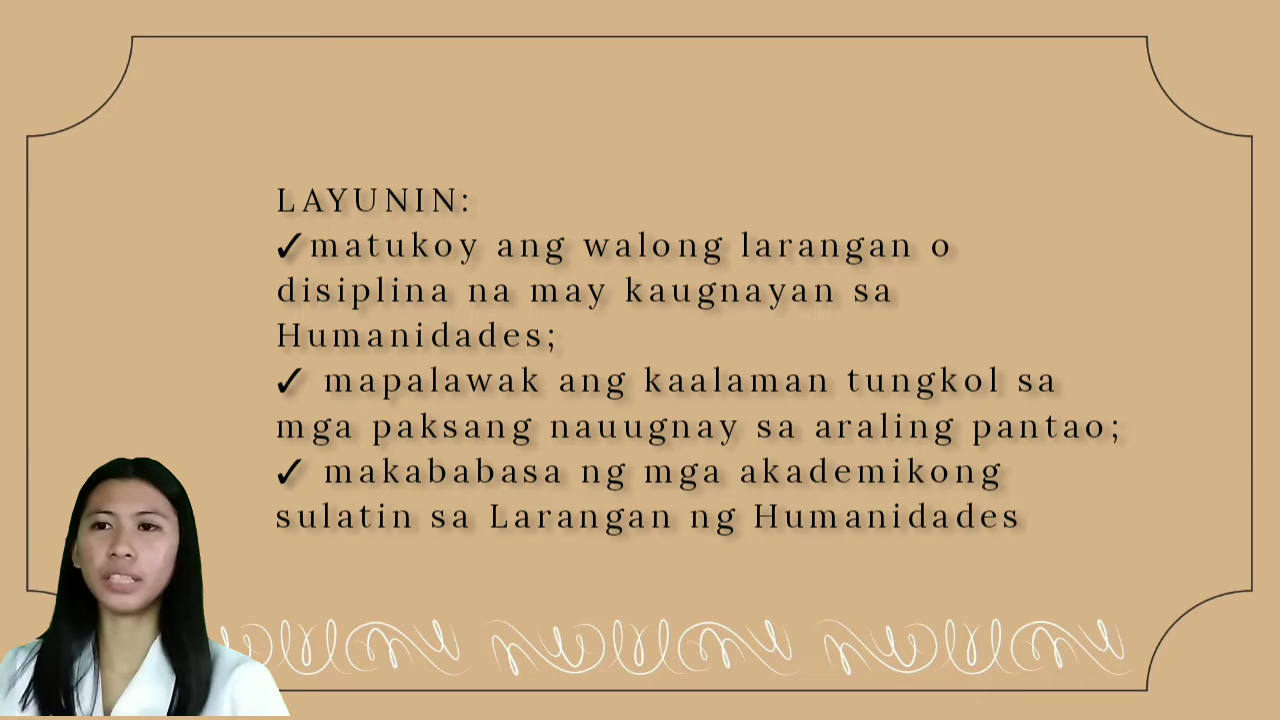 LAYUNIN:
✓matukoy ang walong larangan o
disiplina na may kaugnayan sa
Humanidades;
✓ mapalawak ang kaalaman tungkol sa
mga paksang nauugnay sa araling pantao;
✓ makababasa ng mga akademikong
sulatin sa Larangan ng Humanidades